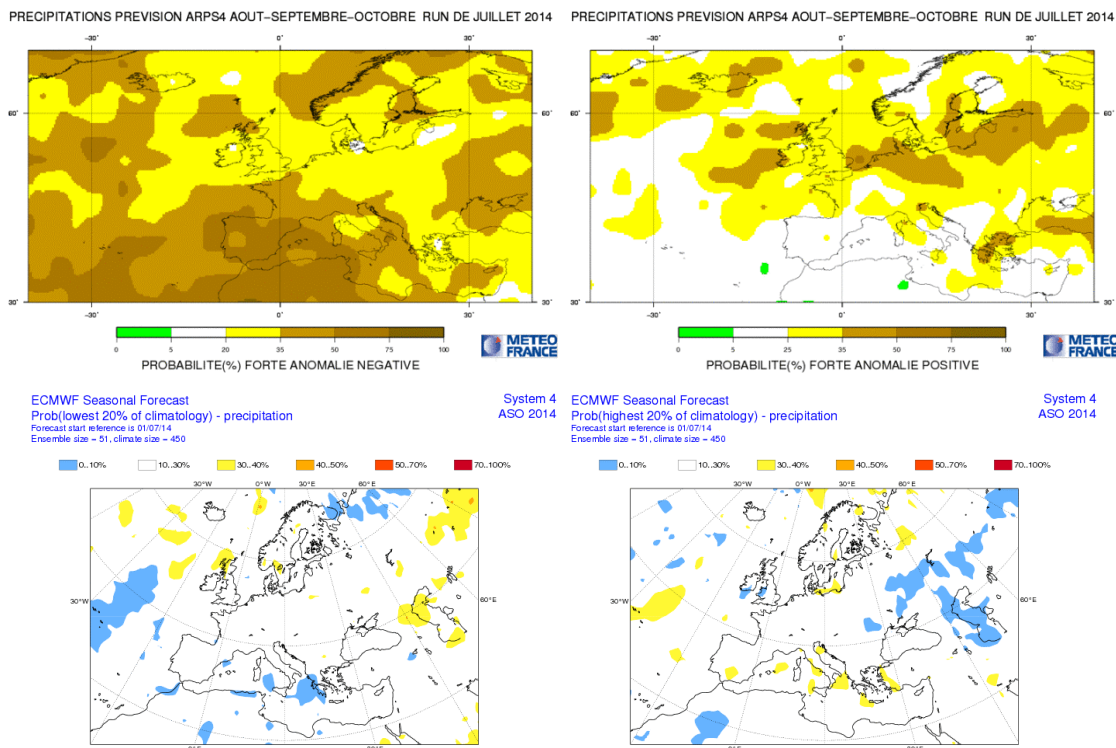 PRECIPITATIONS PREVISION ARPS4 AOUT-SEPTEMBRE-OCTOBRE RUN DE JUILLET 2014
-30° 0° 30°
60° 60°
30° 30°
-30° 0° 30°
0 5 20 35 50 75 100
PROBABILITE(%) FORTE ANOMALIE NEGATIVE
METEO
FRANCE
PRECIPITATIONS PREVISION ARPS4 AOUT-SEPTEMBRE-OCTOBRE RUN DE JUILLET 2014
-30° 0° 30°
60° 60°
30° 30°
-30° 0° 30°
0 5 25 35 50 75 100
PROBABILITE(%) FORTE ANOMALIE POSITIVE
METEO
FRANCE
ECMWF Seasonal Forecast
Prob(lowest 20% of climatology) - precipitation
Forecast start reference is 01/07/14
Ensemble size = 51, climate size = 450
System 4
ASO 2014
0..10% 10..30% 30..40% 40..50% 50..70% 70..100%
30°W 0°W 30°E 60°E
30°W 60°E
ECMWF Seasonal Forecast
Prob(highest 20% of climatology) - precipitation
Forecast start reference is 01/07/14
Ensemble size = 51, climate size = 450
System 4
ASO 2014
0..10% 10..30% 30..40% 40..50% 50..70% 70..100%
30°W 0°W 30°E 60°E
30°W 60°E